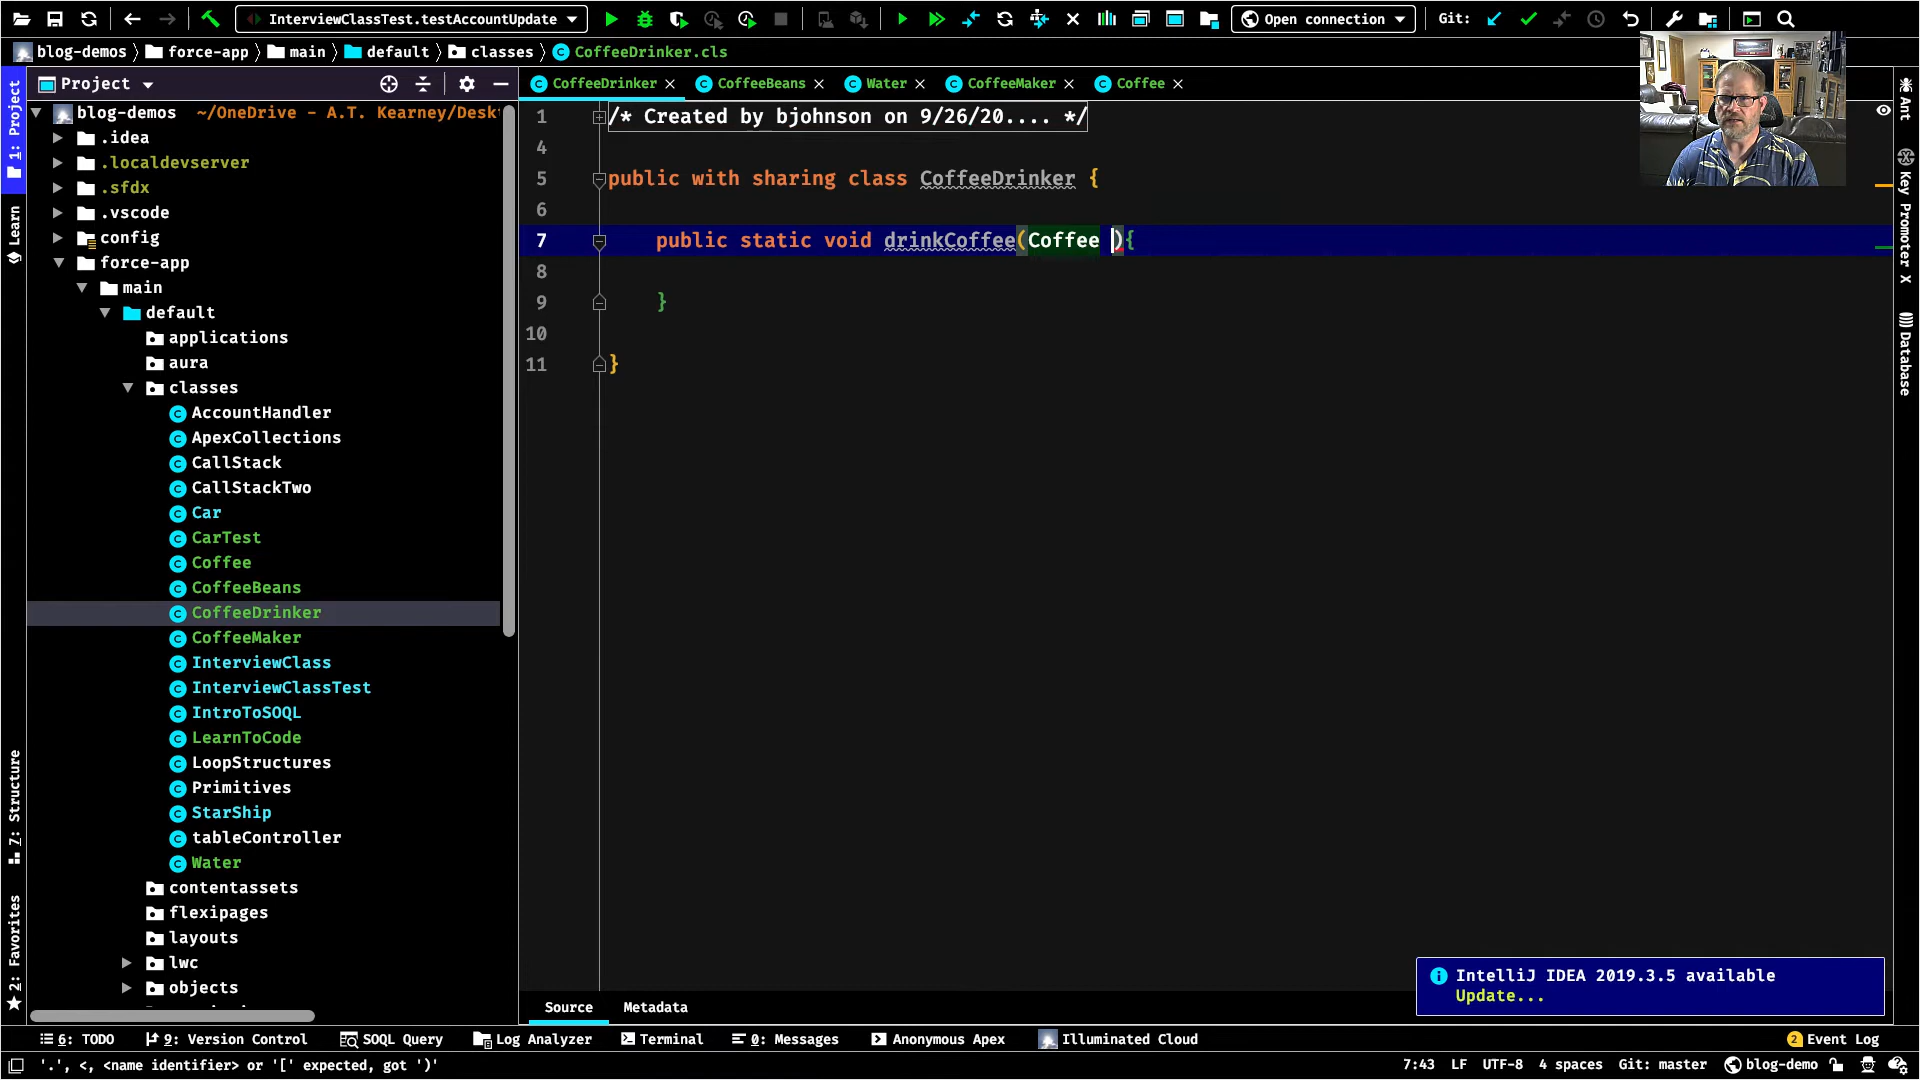 InterviewClassTest.testAccountUpdate
Open connection
Git:
blog-demos
force-app
main
default
classes
CoffeeDrinker.cls
1: Project
Learn
7: Structure
2: Favorites
Project
blog-demos ~/OneDrive - A.T. Kearney/Desk
.idea
.localdevserver
.sfdx
.vscode
config
force-app
main
default
applications
aura
classes
AccountHandler
ApexCollections
CallStack
CallStackTwo
Car
CarTest
Coffee
CoffeeBeans
CoffeeDrinker
CoffeeMaker
InterviewClass
InterviewClassTest
IntroToSOQL
LearnToCode
LoopStructures
Primitives
StarShip
tableController
Water
contentassets
flexipages
layouts
lwc
objects
CoffeeDrinker
CoffeeBeans
Water
CoffeeMaker
Coffee
1 /* Created by bjohnson on 9/26/20.... */
4
5 public with sharing class CoffeeDrinker {
6
7 public static void drinkCoffee(Coffee ){
8
9 }
10
11 }
Ant
Key Promoter X
Database
IntelliJ IDEA 2019.3.5 available
Update...
Source
Metadata
6: TODO
9: Version Control
SOQL Query
Log Analyzer
Terminal
0: Messages
Anonymous Apex
Illuminated Cloud
2 Event Log
'.', <, <name identifier> or '[' expected, got ')'
7:43
LF
UTF-8
4 spaces
Git: master
blog-demo